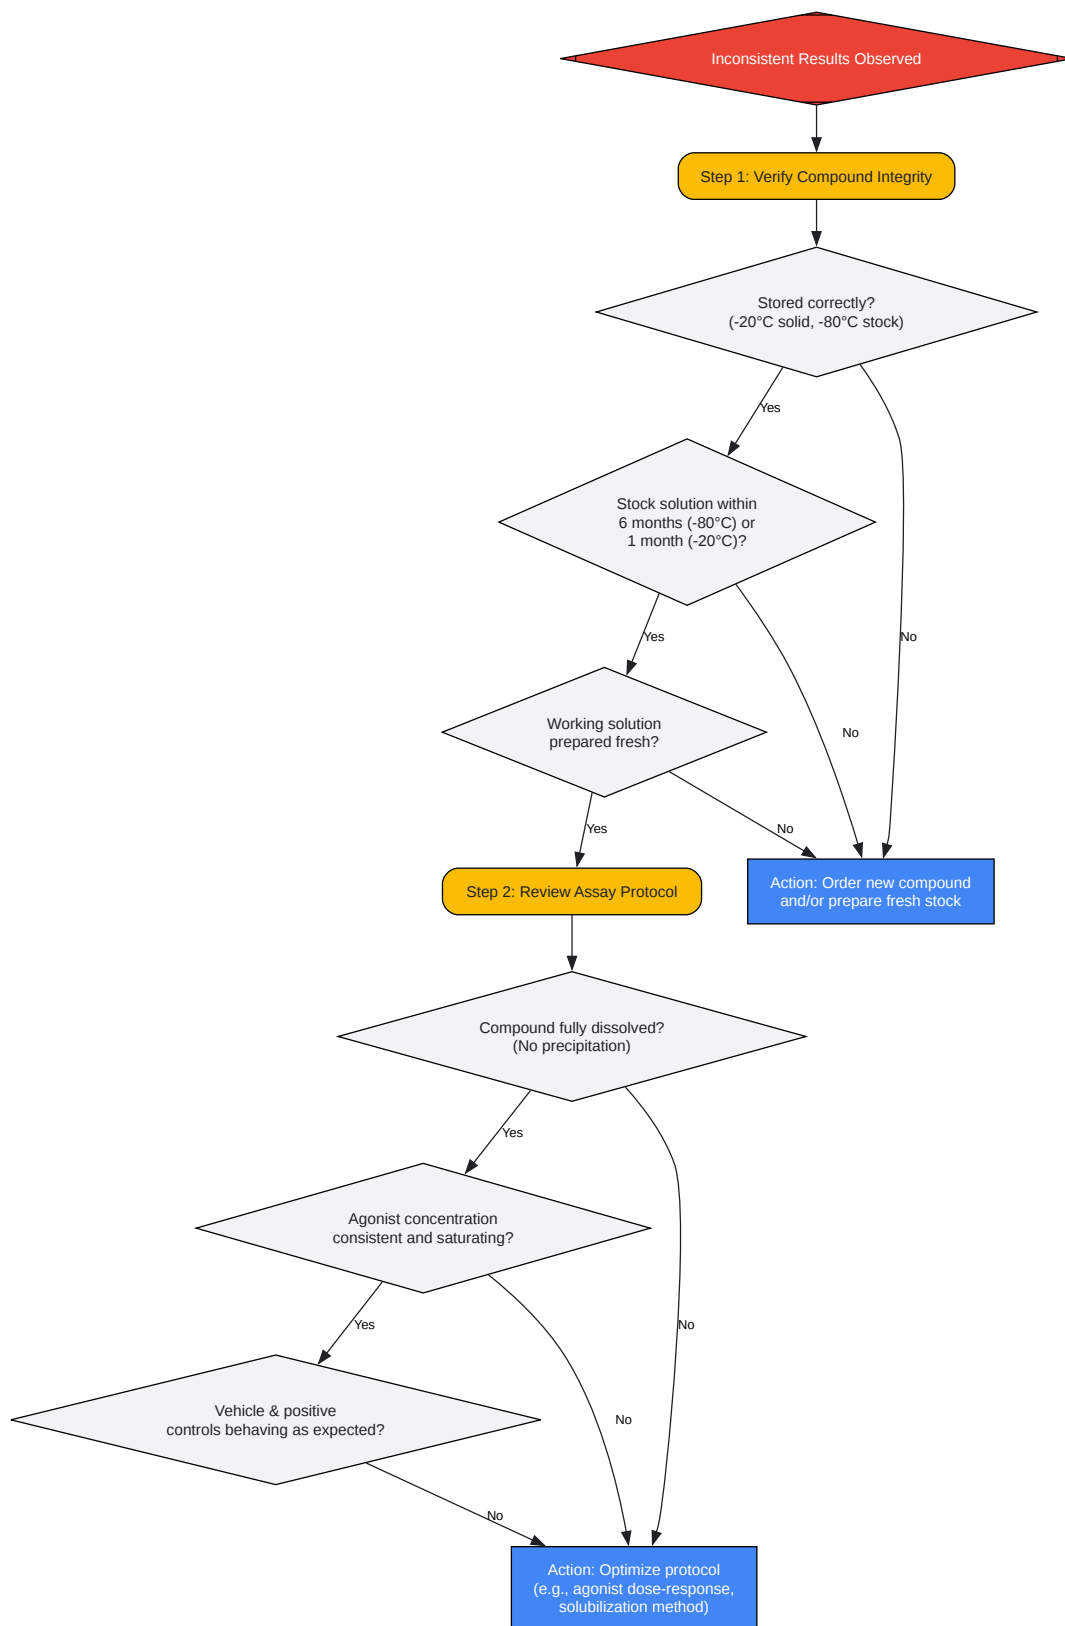 Inconsistent Results Observed
Step 1: Verify Compound Integrity
Stored correctly?
(-20°C solid, -80°C stock)
Yes
Stock solution within
6 months (-80°C) or
1 month (-20°C)?
Yes
No
Working solution
prepared fresh?
No
Yes
No
Step 2: Review Assay Protocol
Action: Order new compound
and/or prepare fresh stock
Compound fully dissolved?
(No precipitation)
Yes
Agonist concentration
consistent and saturating?
Yes
No
Vehicle & positive
controls behaving as expected?
No
No
Action: Optimize protocol
(e.g., agonist dose-response,
solubilization method)